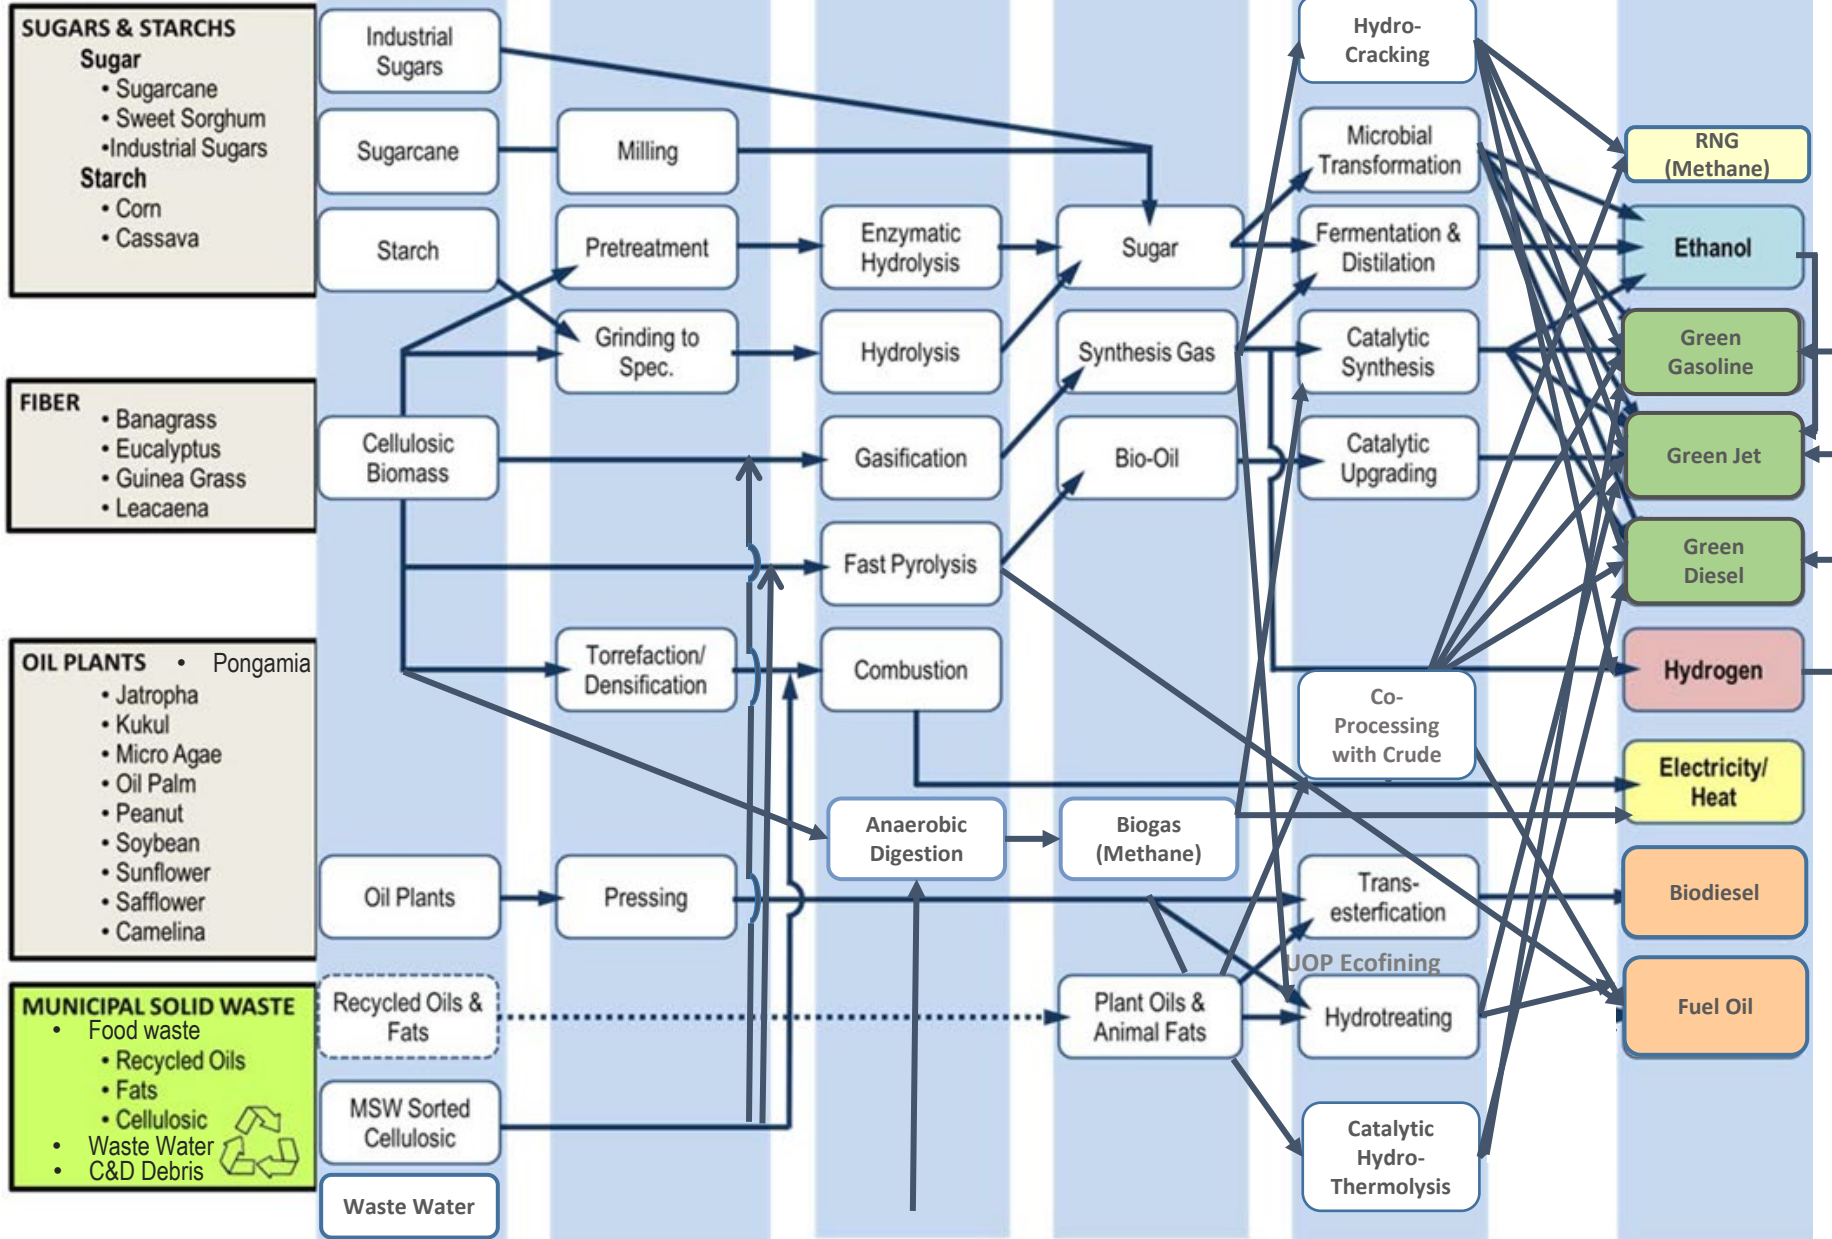 SUGARS & STARCHS
Sugar
• Sugarcane
• Sweet Sorghum
•Industrial Sugars
Starch
• Corn
• Cassava
FIBER
• Banagrass
• Eucalyptus
• Guinea Grass
• Leacaena
OIL PLANTS • Pongamia
• Jatropha
• Kukul
• Micro Agae
• Oil Palm
• Peanut
• Soybean
• Sunflower
• Safflower
• Camelina
MUNICIPAL SOLID WASTE
• Food waste
• Recycled Oils
• Fats
• Cellulosic
• Waste Water
• C&D Debris
Industrial
Sugars
Sugarcane
Starch
Cellulosic
Biomass
Oil Plants
Recycled Oils &
Fats
MSW Sorted
Cellulosic
Waste Water
Milling
Pretreatment
Grinding to
Spec.
Torrefaction/
Densification
Pressing
Enzymatic
Hydrolysis
Hydrolysis
Gasification
Fast Pyrolysis
Combustion
Anaerobic
Digestion
Sugar
Synthesis Gas
Bio-Oil
Biogas
(Methane)
Plant Oils &
Animal Fats
Hydro-
Cracking
Microbial
Transformation
Fermentation &
Distilation
Catalytic
Synthesis
Catalytic
Upgrading
Co-
Processing
with Crude
Trans-
esterfication
UOP Ecofining
Hydrotreating
Catalytic
Hydro-
Thermolysis
RNG
(Methane)
Ethanol
Green
Gasoline
Green Jet
Green
Diesel
Hydrogen
Electricity/
Heat
Biodiesel
Fuel Oil